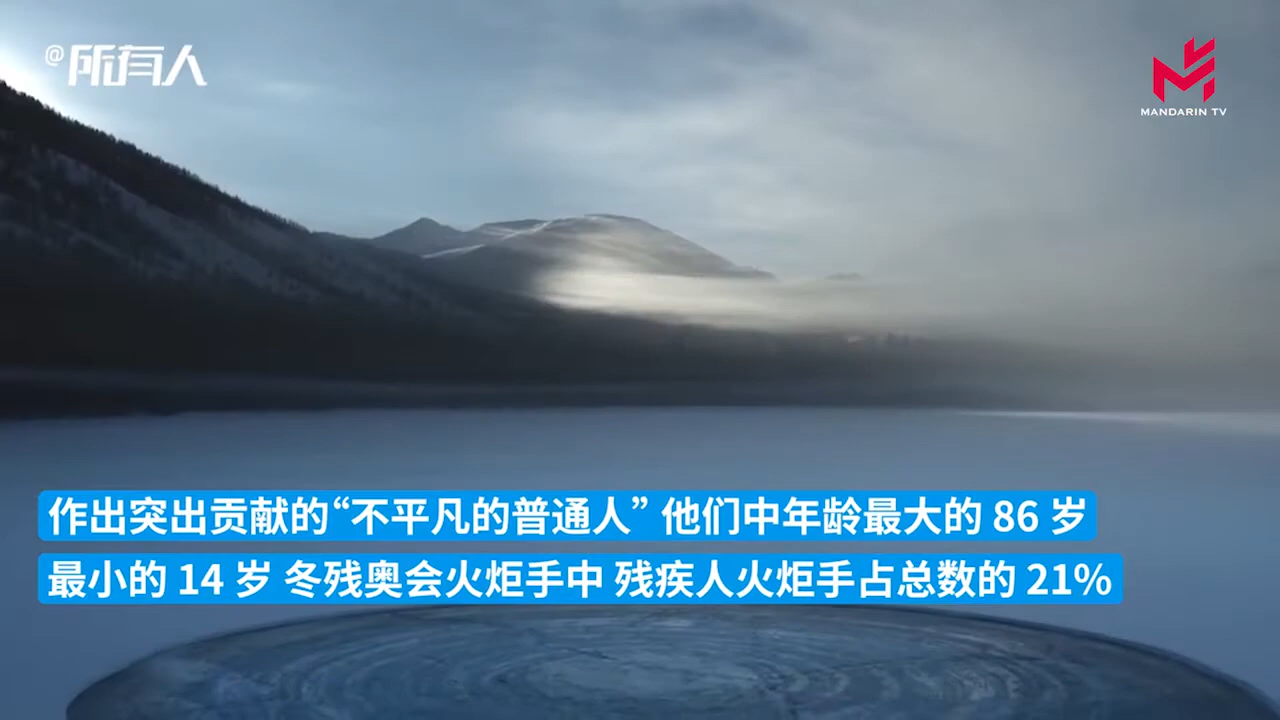 @所有人
MANDARIN TV
作出突出贡献的“不平凡的普通人” 他们中年龄最大的 86 岁
最小的 14 岁 冬残奥会火炬手中 残疾人火炬手占总数的 21%